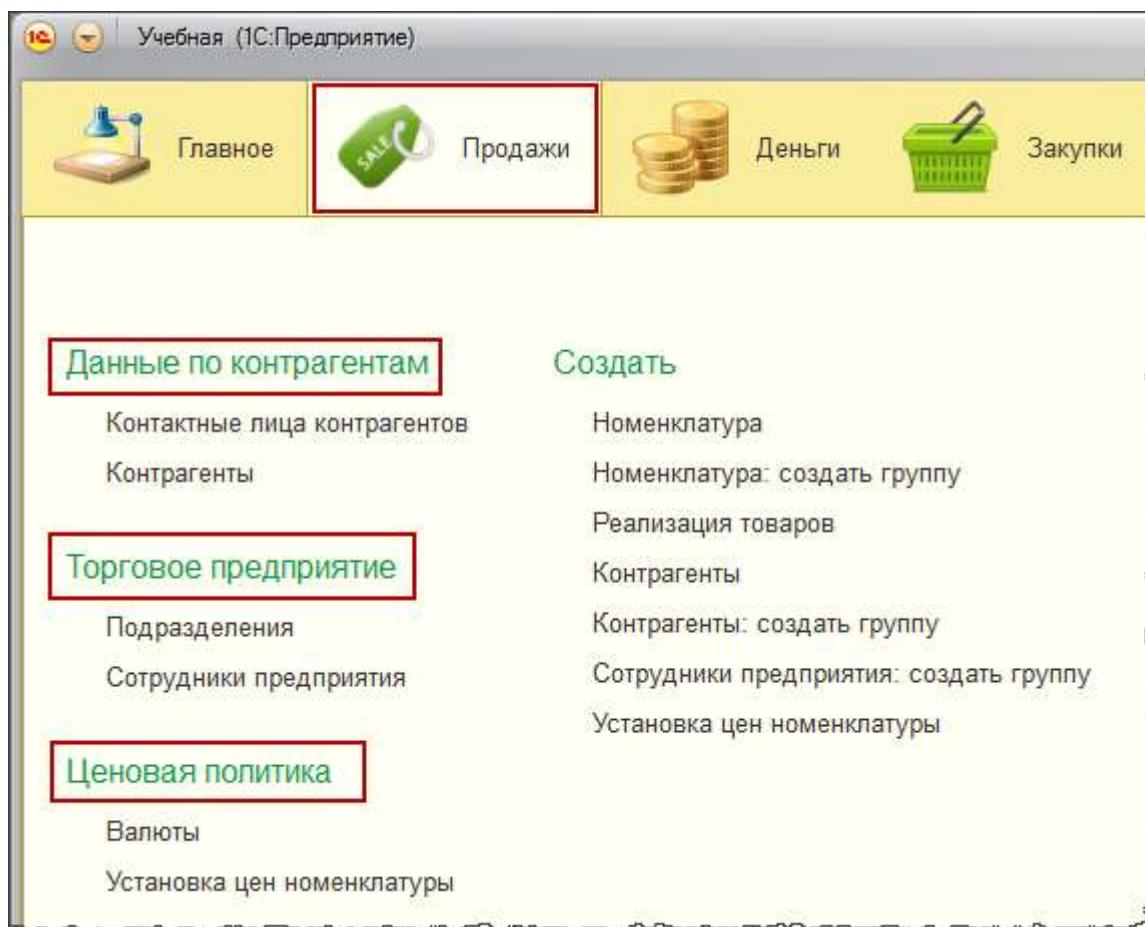 1С Учебная (1С:Предприятие)
Главное
SALE
Продажи
Деньги
Закупки
Данные по контрагентам
Контактные лица контрагентов
Контрагенты
Торговое предприятие
Подразделения
Сотрудники предприятия
Ценовая политика
Валюты
Установка цен номенклатуры
Создать
Номенклатура
Номенклатура: создать группу
Реализация товаров
Контрагенты
Контрагенты: создать группу
Сотрудники предприятия: создать группу
Установка цен номенклатуры